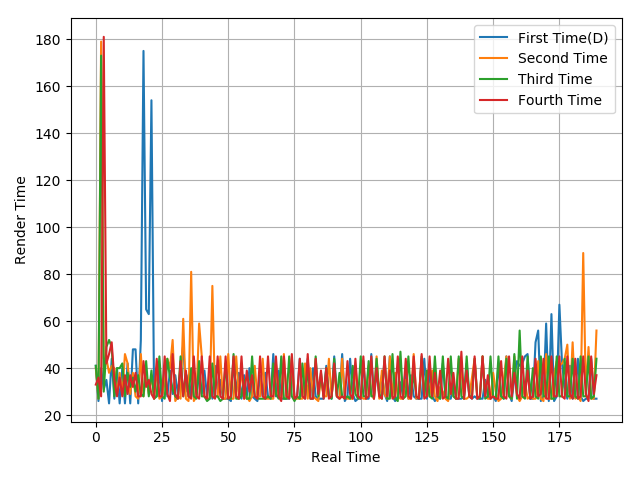 180
160
140
120
100
80
60
40
20
Render Time
0
25
50
75
100
125
150
175
Real Time
First Time(D)
Second Time
Third Time
Fourth Time